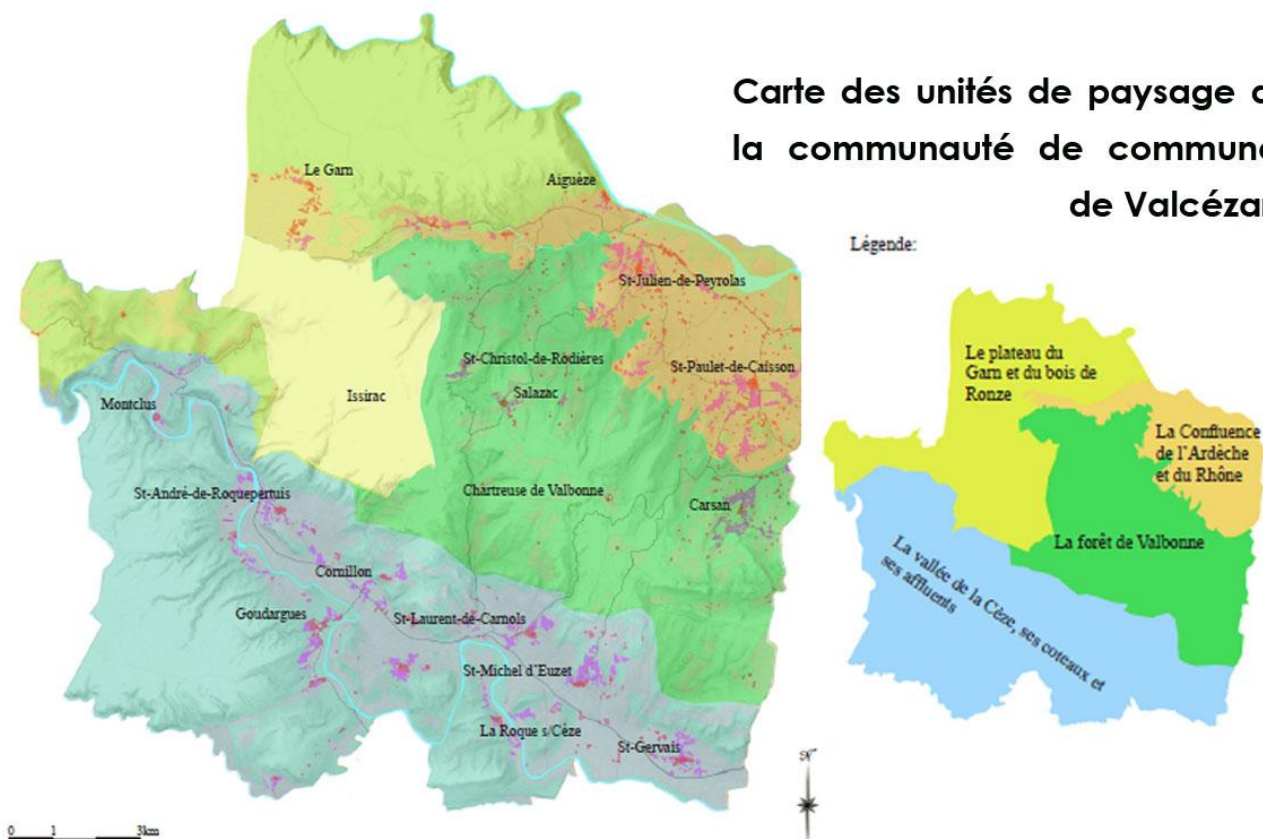 Carte des unités de paysage d
la communauté de commune
de Valcéza
Légende:
Le Garn
Aiguèze
St-Julien-de-Peyrolas
St-Christol-de-Rodières
St-Paulet-de-Caisson
Salazac
Issirac
Montclus
St-André-de-Roquepertuis
Chartreuse de Valbonne
Carsan
Cornillon
Goudargues
St-Laurent-de-Carnols
St-Michel d'Euzet
La Roque s/Cèze
St-Gervais
0 1 3km
N
Le plateau du
Garn et du bois de
Ronze
La Confluence
de l'Ardèche
et du Rhône
La forêt de Valbonne
La vallée de la Cèze, ses coteaux et
ses affluents